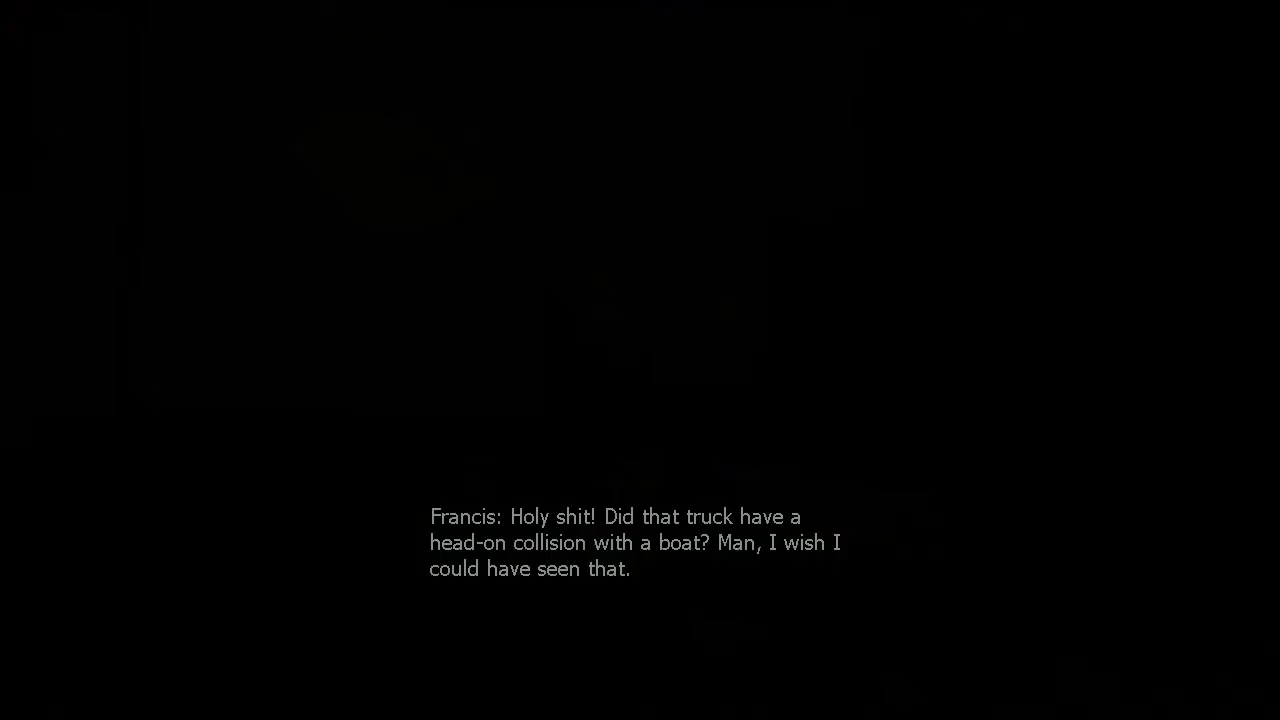 Francis: Holy shit! Did that truck have a
head-on collision with a boat? Man, I wish I
could have seen that.